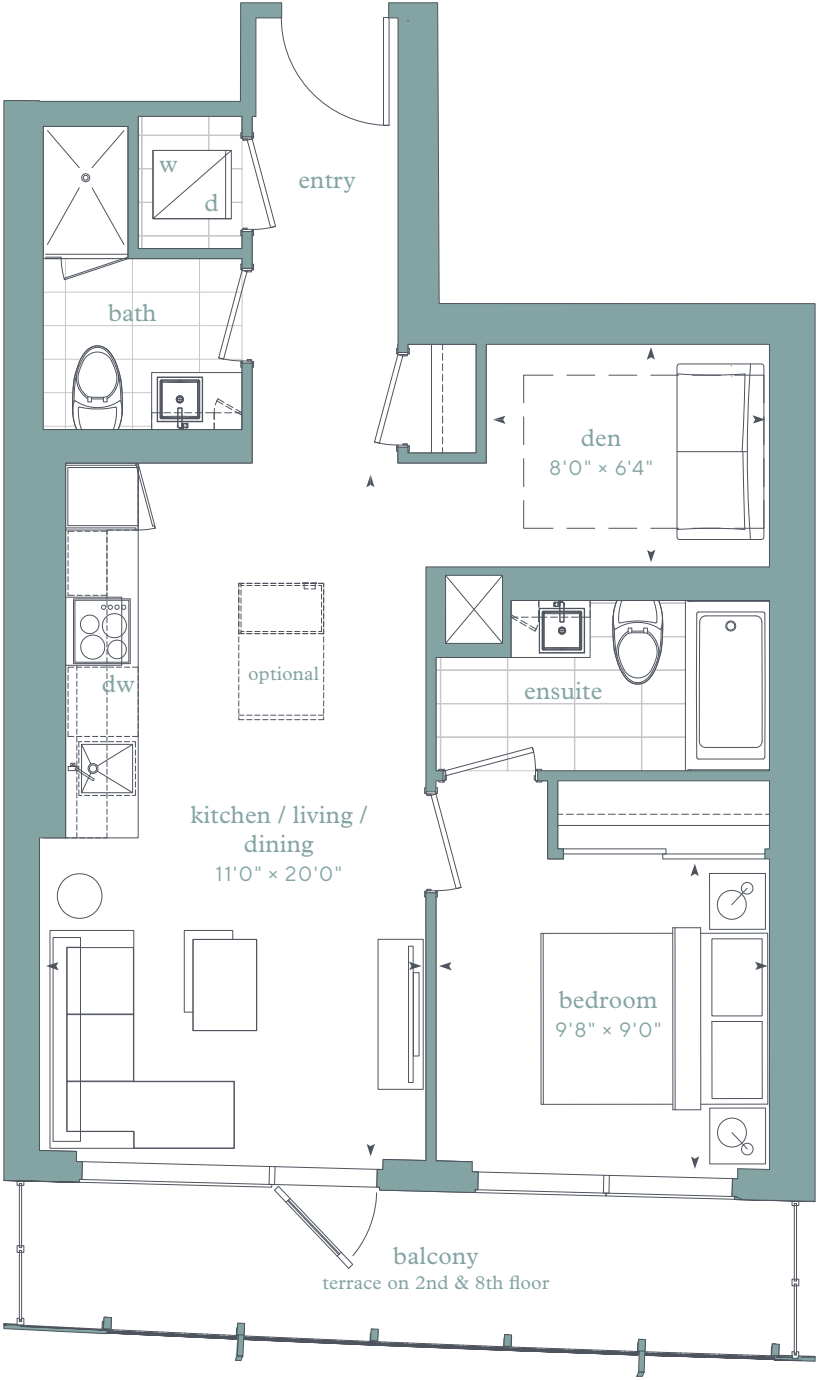 w
d
entry
bath
den
8'0" × 6'4"
optional
dw
ensuite
kitchen / living /
dining
11'0" × 20'0"
bedroom
9'8" × 9'0"
balcony
terrace on 2nd & 8th floor